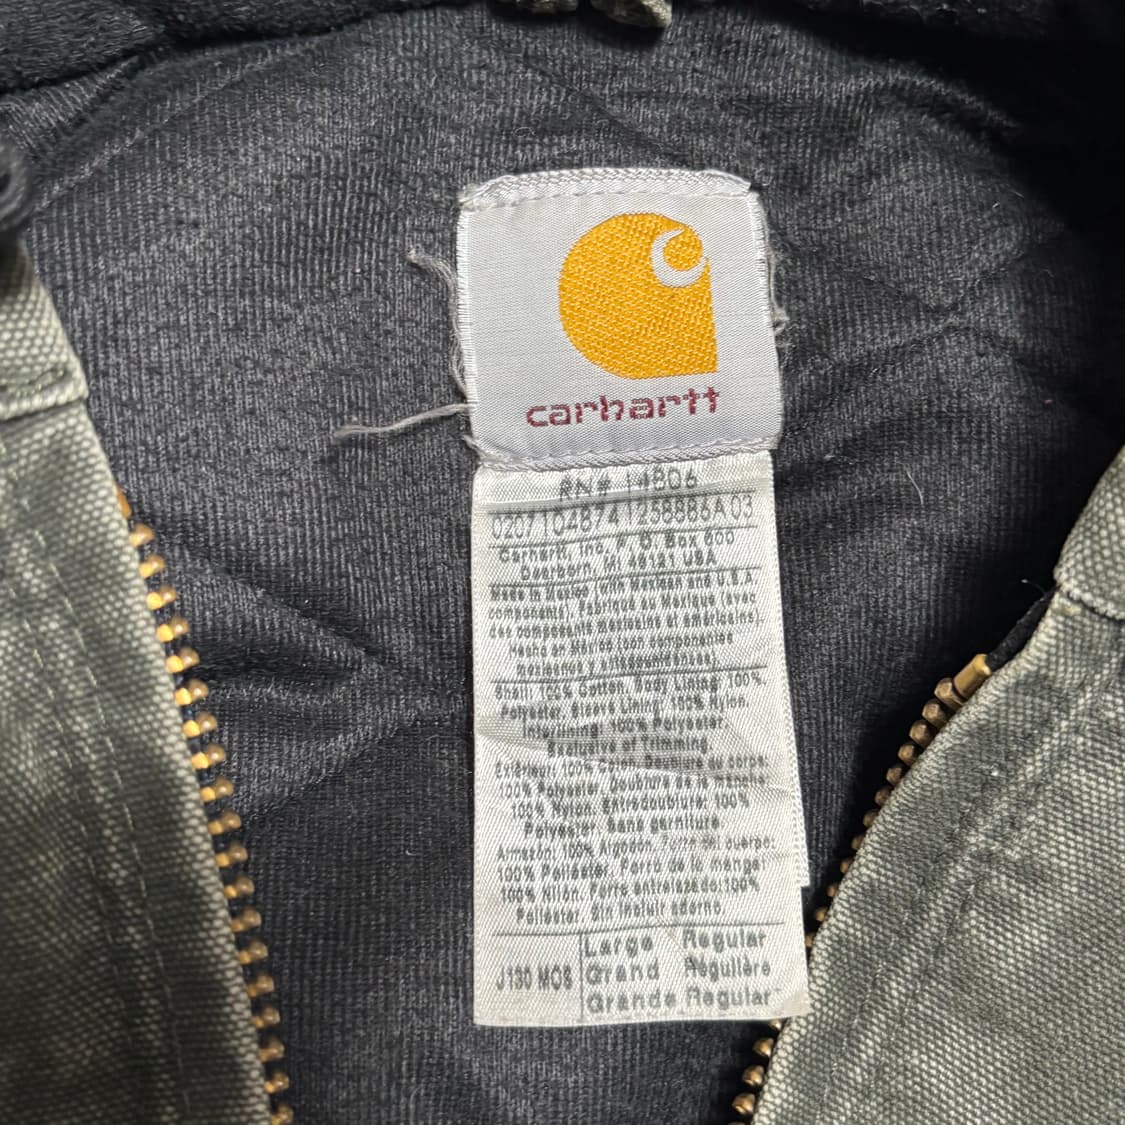 carhartt
RN# 14806
0207104874 1258886A03
Carhartt, Inc. P. O. Box 600
Dearborn, MI 48121 USA
Made in Mexico (with Mexican and U.S.A.
components). Fabriqué au Mexique (avec
des composants mexicains et américains).
Hecho en México (con componentes
Mexicanos y estadounidenses)
Shell: 100% Cotton. Body Lining: 100%
Polyester. Sleeve Lining: 100% Nylon.
Interlining: 100% Polyester.
Exclusive of Trimming.
Extérieur: 100% Coton. Doublure du corps:
100% Polyester. Doublure de la manche:
100% Nylon. Entredoublure: 100%
Polyester. Sans garniture
Armazón: 100% Algodon. Forro del cuerpo:
100% Poliéster. Forro de la manga:
100% Nilón. Forro entrelazado: 100%
Poliéster. Sin incluir adorno.
J130 MOS
Large Regular
Grand Régulière
Grande Regular